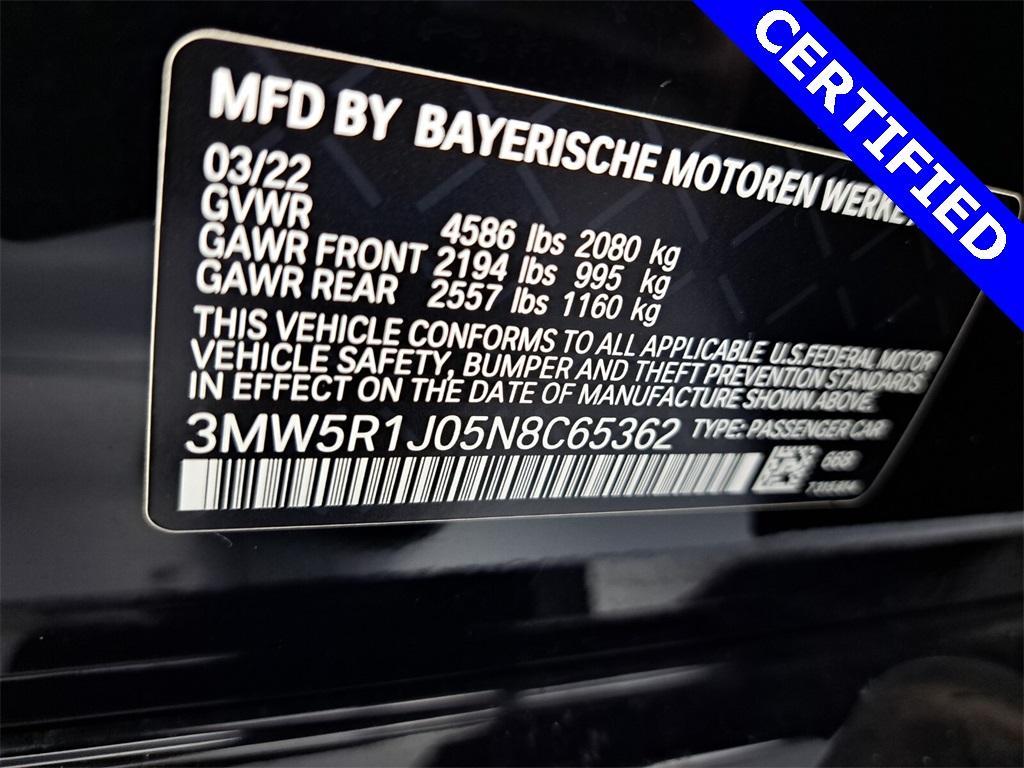 CERTIFIED
MFD BY BAYERISCHE MOTOREN
03/22
GVWR 4586 lbs 2080 kg
GAWR FRONT 2194 lbs 995 kg
GAWR REAR 2557 lbs 1160 kg
THIS VEHICLE CONFORMS TO ALL APPLICABLE U.S. FEDERAL MOTOR
VEHICLE SAFETY, BUMPER AND THEFT PREVENTION STANDARDS
IN EFFECT ON THE DATE OF MANUFACTURE SHOWN ABOVE.
3MW5R1J05N8C65362 TYPE: PASSENGER CAR
668